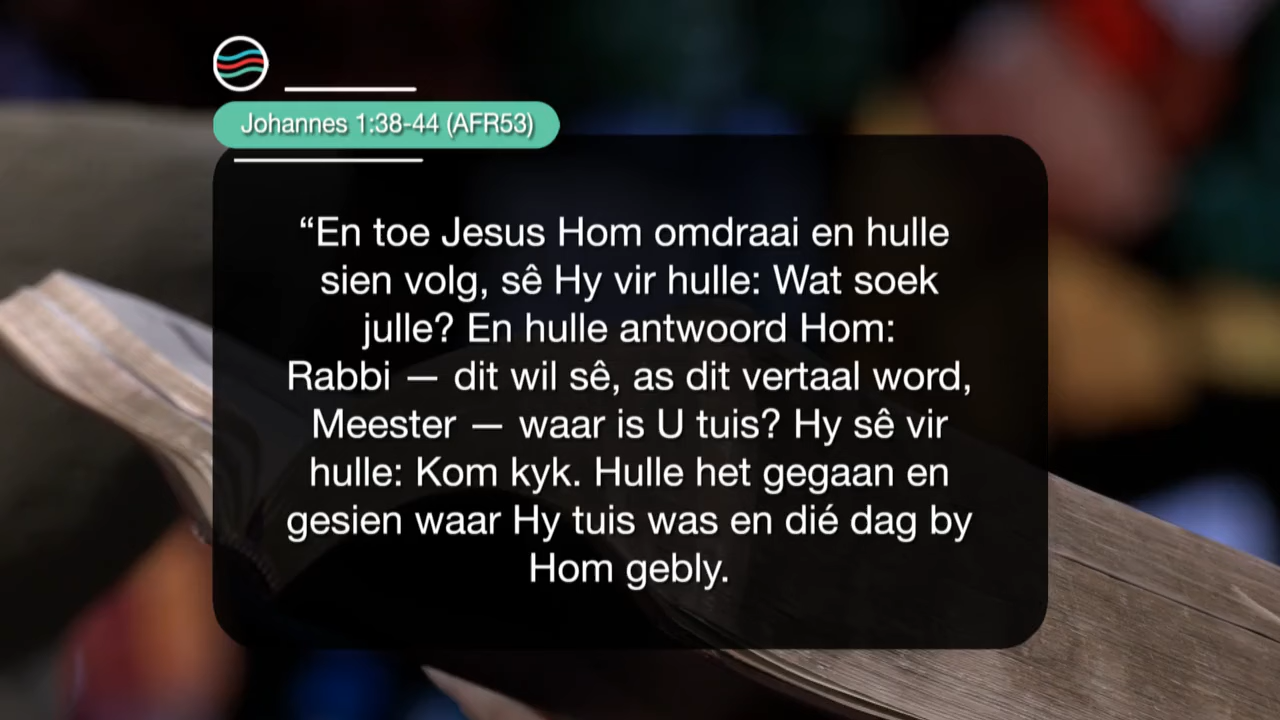 Johannes 1:38-44 (AFR53)
“En toe Jesus Hom omdraai en hulle
sien volg, sê Hy vir hulle: Wat soek
julle? En hulle antwoord Hom:
Rabbi — dit wil sê, as dit vertaal word,
Meester — waar is U tuis? Hy sê vir
hulle: Kom kyk. Hulle het gegaan en
gesien waar Hy tuis was en dié dag by
Hom gebly.